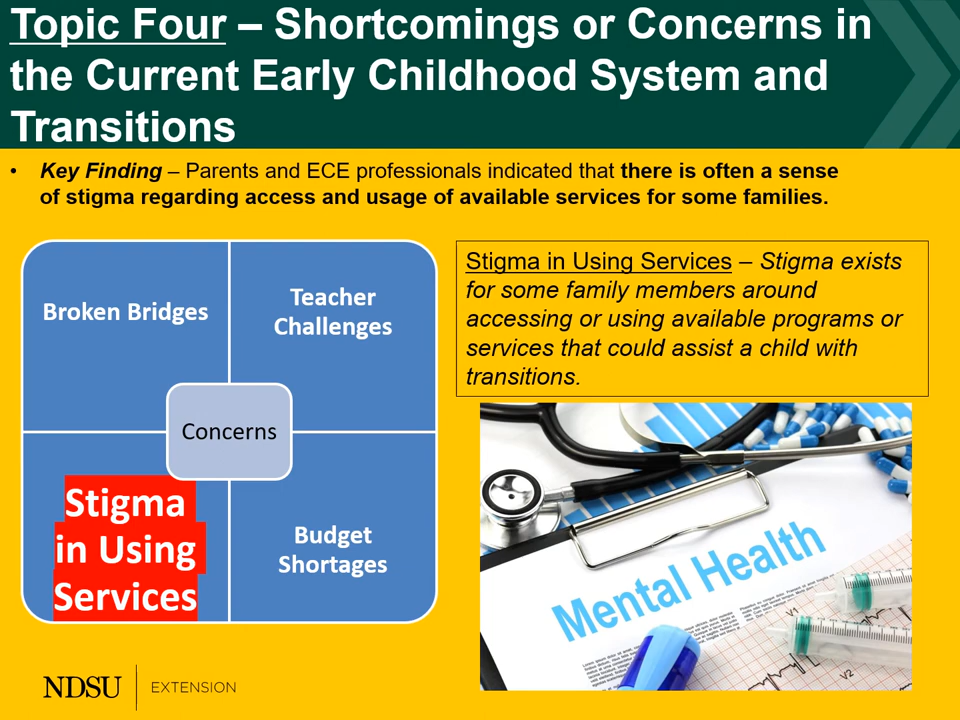 Topic Four – Shortcomings or Concerns in
the Current Early Childhood System and
Transitions
• Key Finding – Parents and ECE professionals indicated that there is often a sense
of stigma regarding access and usage of available services for some families.
Broken Bridges
Teacher
Challenges
Concerns
Stigma
in Using
Services
Budget
Shortages
Stigma in Using Services – Stigma exists
for some family members around
accessing or using available programs or
services that could assist a child with
transitions.
Mental Health
V1
V2
NDSU
EXTENSION